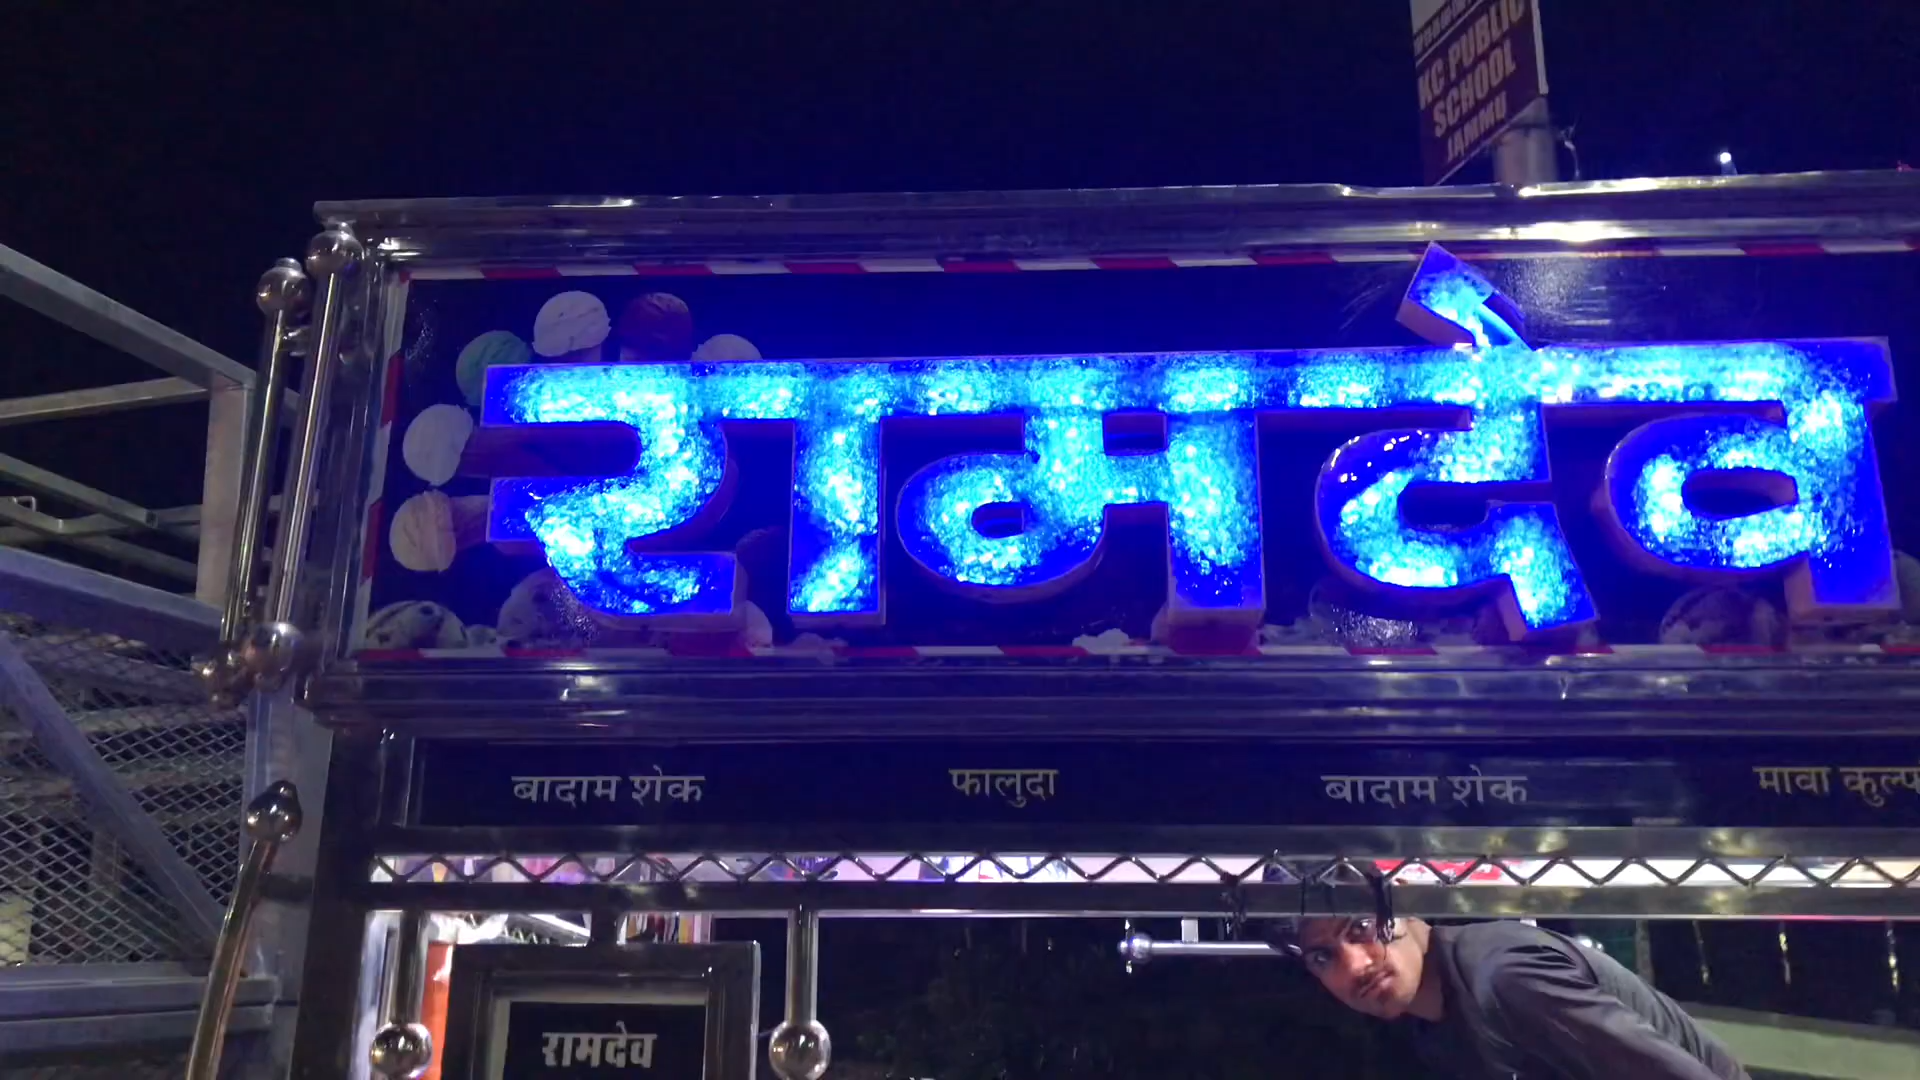 KC PUBLIC
SCHOOL
JAMMU
रामदेव
बादाम शेक फालुदा बादाम शेक मावा
रामदेव